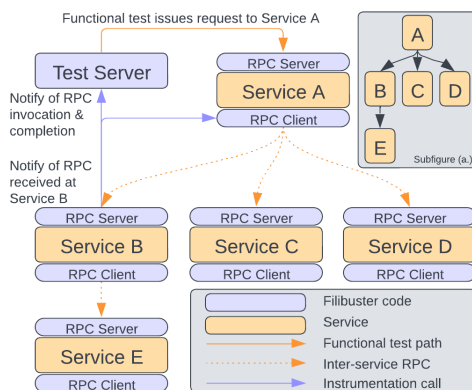 Functional test issues request to Service A
Test Server
RPC Server
Service A
RPC Client
A
B
C
D
E
Subfigure (a.)
Notify of RPC
invocation &
completion
Notify of RPC
received at
Service B
RPC Server
Service B
RPC Client
RPC Server
Service C
RPC Client
RPC Server
Service D
RPC Client
RPC Server
Service E
RPC Client
Filibuster code
Service
Functional test path
Inter-service RPC
Instrumentation call